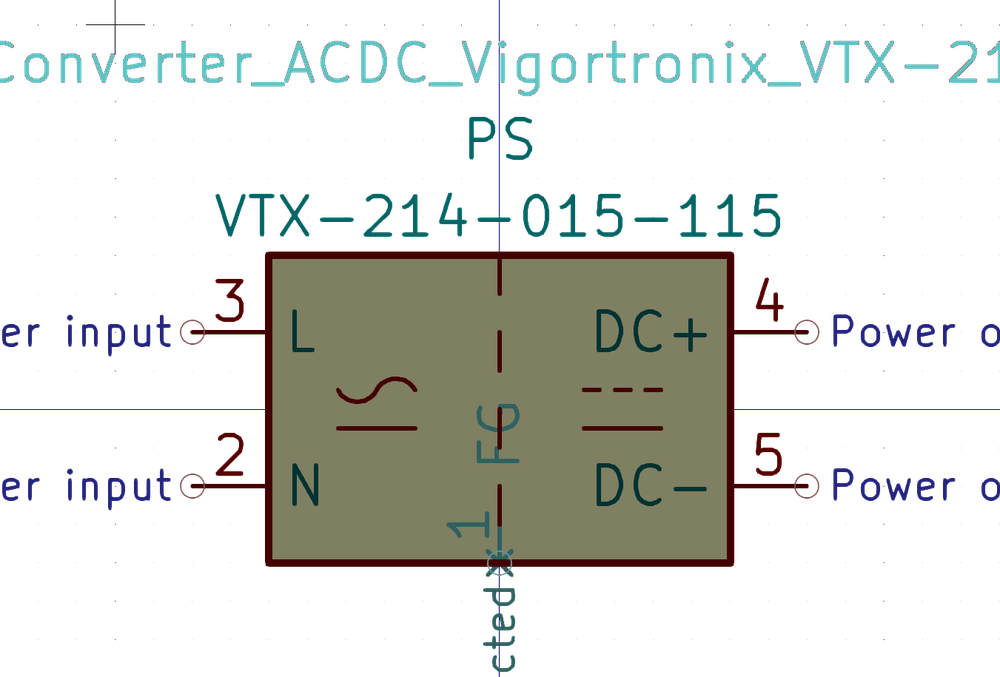 Converter_ACDC_Vigortronix_VTX-21
PS
VTX-214-015-115
3
4
er input
L
DC+
Power o
FG
2
5
er input
N
DC-
Power o
1
cted